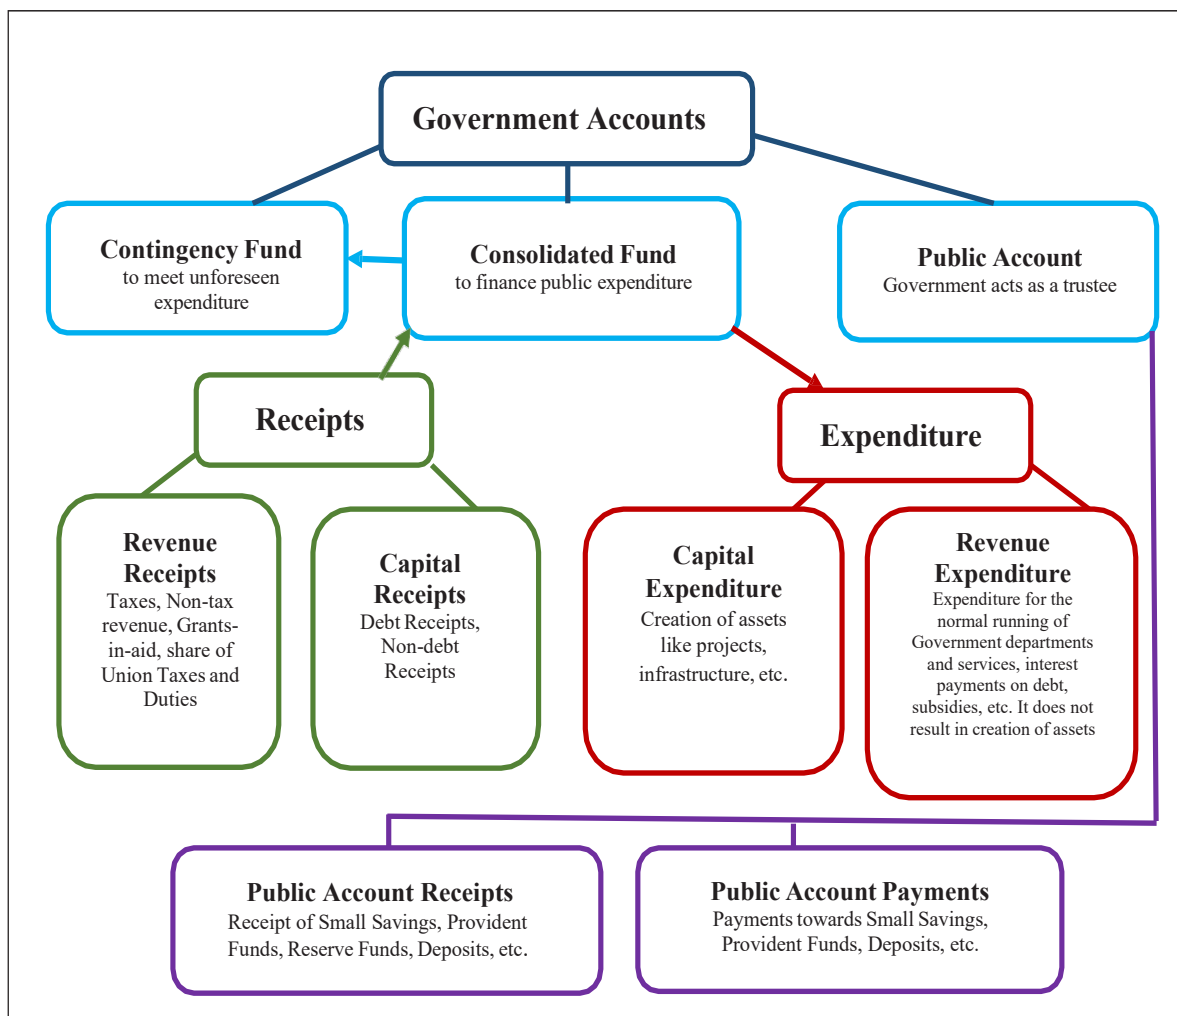 Government Accounts
Contingency Fund
to meet unforeseen
expenditure
Consolidated Fund
to finance public expenditure
Public Account
Government acts as a trustee
Receipts
Expenditure
Revenue
Receipts
Taxes, Non-tax
revenue, Grants-
in-aid, share of
Union Taxes and
Duties
Capital
Receipts
Debt Receipts,
Non-debt
Receipts
Capital
Expenditure
Creation of assets
like projects,
infrastructure, etc.
Revenue
Expenditure
Expenditure for the
normal running of
Government departments
and services, interest
payments on debt,
subsidies, etc. It does not
result in creation of assets
Public Account Receipts
Receipt of Small Savings, Provident
Funds, Reserve Funds, Deposits, etc.
Public Account Payments
Payments towards Small Savings,
Provident Funds, Deposits, etc.